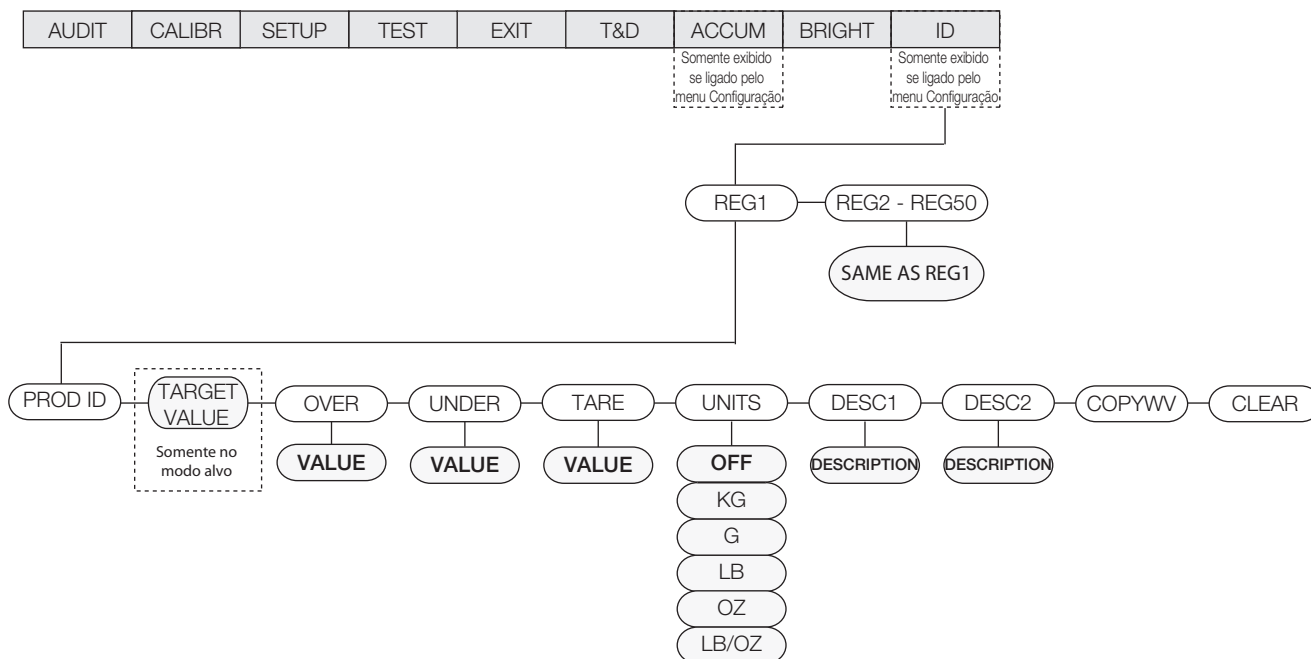 AUDIT CALIBR SETUP TEST EXIT T&D ACCUM BRIGHT ID
Somente exibido
se ligado pelo
menu Configuração
Somente exibido
se ligado pelo
menu Configuração
REG1
REG2 - REG50
SAME AS REG1
PROD ID
TARGET
VALUE
Somente no
modo alvo
OVER
UNDER
TARE
UNITS
DESC1
DESC2
COPYWV
CLEAR
VALUE
VALUE
VALUE
OFF
DESCRIPTION
DESCRIPTION
KG
G
LB
OZ
LB/OZ